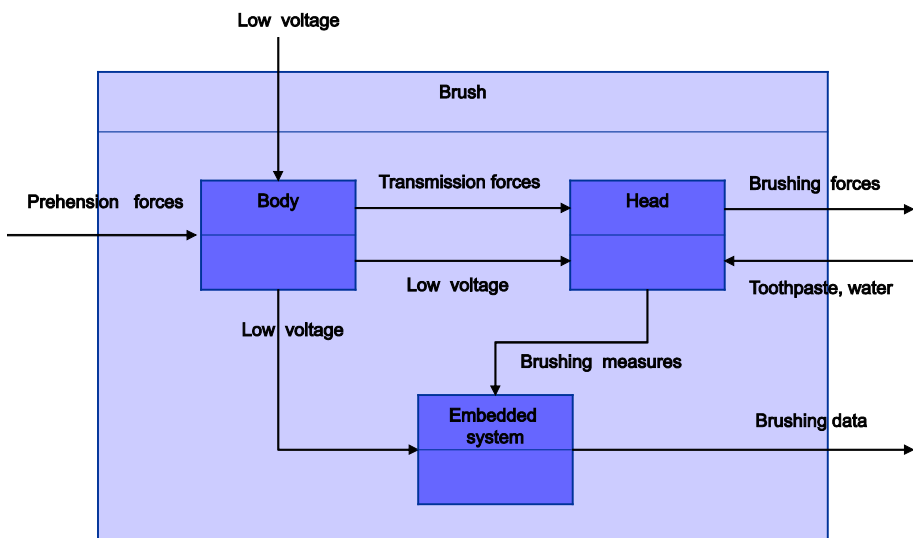 Low voltage
Brush
Prehension forces
Body
Transmission forces
Head
Brushing forces
Low voltage
Toothpaste, water
Low voltage
Brushing measures
Embedded
system
Brushing data